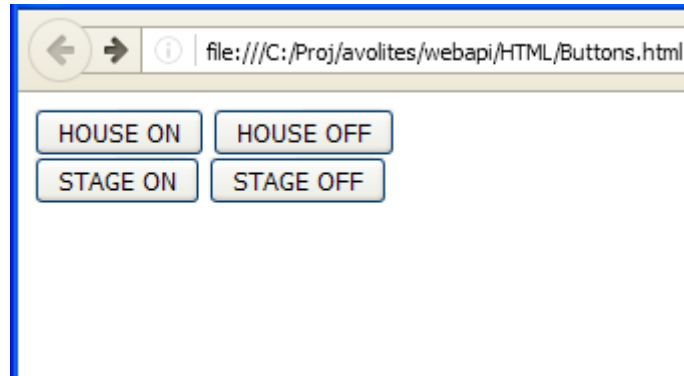 file:///C:/Proj/avolites/webapi/HTML/Buttons.html
HOUSE ON HOUSE OFF
STAGE ON STAGE OFF